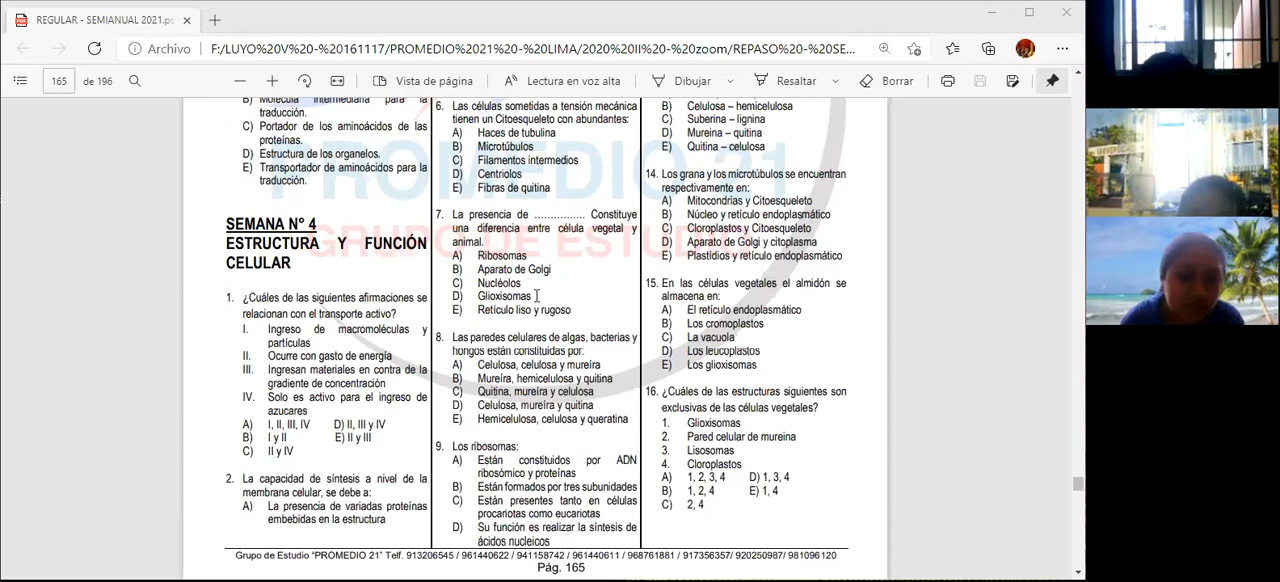 REGULAR - SEMIANUAL 2021.pc
Archivo F:/LUYO%20V%20-%20161117/PROMEDIO%2021%20-%20LIMA/2020%20II%20-%20zoom/REPASO%20-%20SE...
165 de 196 Vista de página Lectura en voz alta Dibujar Resaltar Borrar
B) Molécula intermediaria para la
traducción.
C) Portador de los aminoácidos de las
proteínas.
D) Estructura de los organelos.
E) Transportador de aminoácidos para la
traducción.
SEMANA N° 4
ESTRUCTURA Y FUNCIÓN
CELULAR
1. ¿Cuáles de las siguientes afirmaciones se
relacionan con el transporte activo?
I. Ingreso de macromoléculas y
partículas
II. Ocurre con gasto de energía
III. Ingresan materiales en contra de la
gradiente de concentración
IV. Solo es activo para el ingreso de
azucares
A) I, II, III, IV D) II, III y IV
B) I y II E) II y III
C) II y IV
2. La capacidad de síntesis a nivel de la
membrana celular, se debe a:
A) La presencia de variadas proteínas
embebidas en la estructura
6. Las células sometidas a tensión mecánica
tienen un Citoesqueleto con abundantes:
A) Haces de tubulina
B) Microtúbulos
C) Filamentos intermedios
D) Centriolos
E) Fibras de quitina
7. La presencia de ................ Constituye
una diferencia entre célula vegetal y
animal.
A) Ribosomas
B) Aparato de Golgi
C) Nucléolos
D) Glioxisomas
E) Retículo liso y rugoso
8. Las paredes celulares de algas, bacterias y
hongos están constituidas por:
A) Celulosa, celulosa y mureíra
B) Mureíra, hemicelulosa y quitina
C) Quitina, mureíra y celulosa
D) Celulosa, mureíra y quitina
E) Hemicelulosa, celulosa y queratina
9. Los ribosomas:
A) Están constituidos por ADN
ribosómico y proteínas
B) Están formados por tres subunidades
C) Están presentes tanto en células
procariotas como eucariotas
D) Su función es realizar la síntesis de
ácidos nucleicos
B) Celulosa – hemicelulosa
C) Suberina – lignina
D) Mureina – quitina
E) Quitina – celulosa
14. Los grana y los microtúbulos se encuentran
respectivamente en:
A) Mitocondrias y Citoesqueleto
B) Núcleo y retículo endoplasmático
C) Cloroplastos y Citoesqueleto
D) Aparato de Golgi y citoplasma
E) Plastidios y retículo endoplasmático
15. En las células vegetales el almidón se
almacena en:
A) El retículo endoplasmático
B) Los cromoplastos
C) La vacuola
D) Los leucoplastos
E) Los glioxisomas
16. ¿Cuáles de las estructuras siguientes son
exclusivas de las células vegetales?
1. Glioxisomas
2. Pared celular de mureina
3. Lisosomas
4. Cloroplastos
A) 1, 2, 3, 4 D) 1, 3, 4
B) 1, 2, 4 E) 1, 4
C) 2, 4
PROMEDIO 21
GRUPO DE ESTUDIO
Grupo de Estudio "PROMEDIO 21" Telf. 913206545 / 961440622 / 941158742 / 961440611 / 968761881 / 917356357/ 920250987/ 981096120
Pág. 165